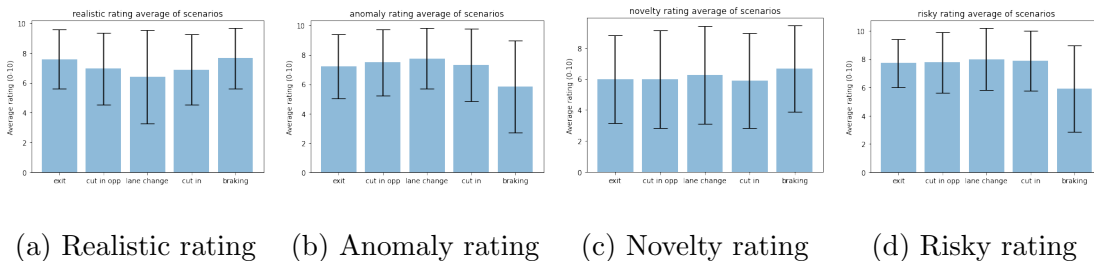 realistic rating average of scenarios
Average rating (0-10)
10
8
6
4
2
0
exit cut in opp lane change cut in braking
(a) Realistic rating
anomaly rating average of scenarios
Average rating (0-10)
10
8
6
4
2
0
exit cut in opp lane change cut in braking
(b) Anomaly rating
novelty rating average of scenarios
Average rating (0-10)
8
6
4
2
0
exit cut in opp lane change cut in braking
(c) Novelty rating
risky rating average of scenarios
Average rating (0-10)
10
8
6
4
2
0
exit cut in opp lane change cut in braking
(d) Risky rating